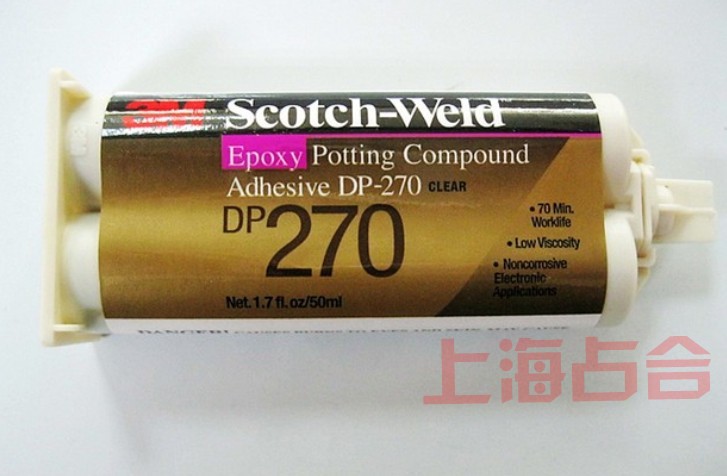 3M Scotch-Weld
Epoxy Potting Compound
Adhesive DP-270 CLEAR
DP 270
• 70 Min.
Worklife
• Low Viscosity
• Noncorrosive
Electronic
Applications
Net. 1.7 fl. oz/50ml
DANGER!
上海占合